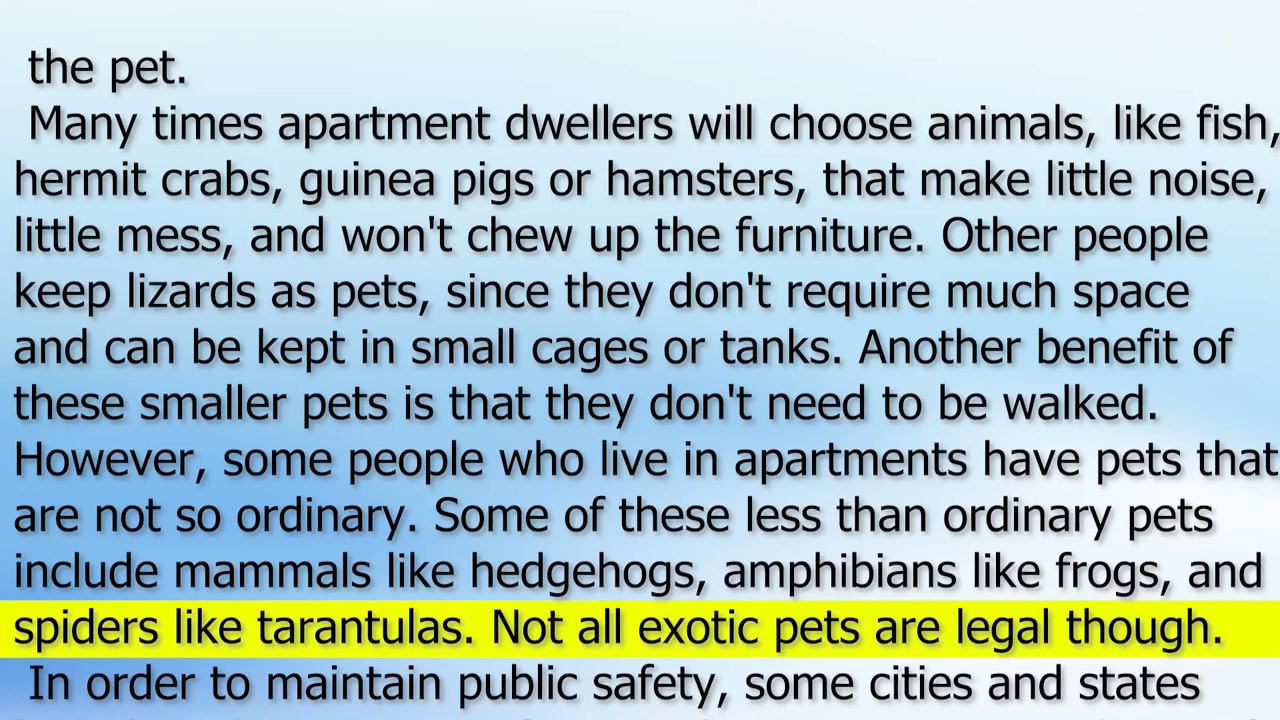 the pet.
Many times apartment dwellers will choose animals, like fish,
hermit crabs, guinea pigs or hamsters, that make little noise,
little mess, and won't chew up the furniture. Other people
keep lizards as pets, since they don't require much space
and can be kept in small cages or tanks. Another benefit of
these smaller pets is that they don't need to be walked.
However, some people who live in apartments have pets that
are not so ordinary. Some of these less than ordinary pets
include mammals like hedgehogs, amphibians like frogs, and
spiders like tarantulas. Not all exotic pets are legal though.
In order to maintain public safety, some cities and states